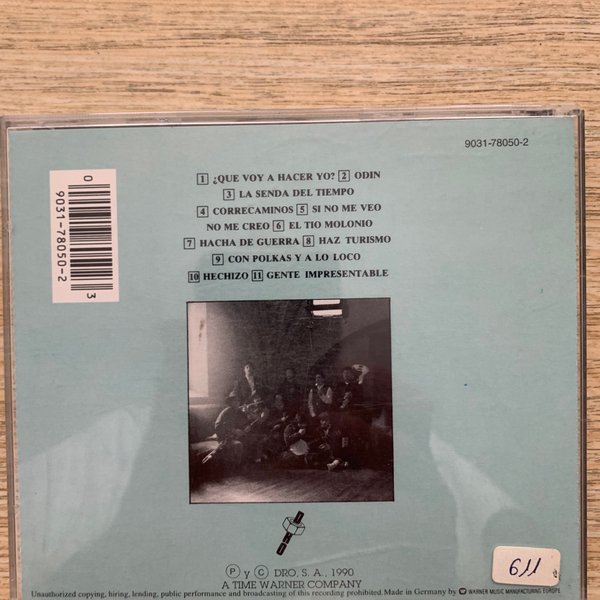 9031-78050-2
1 ¿QUE VOY A HACER YO? 2 ODIN
3 LA SENDA DEL TIEMPO
4 CORRECAMINOS 5 SI NO ME VEO
NO ME CREO 6 EL TIO MOLONIO
7 HACHA DE GUERRA 8 HAZ TURISMO
9 CON POLKAS Y A LO LOCO
10 HECHIZO 11 GENTE IMPRESENTABLE
0
9031-78050-2
3
DRO
Ⓟ y Ⓒ DRO, S. A., 1990
A TIME WARNER COMPANY
Unauthorized copying, hiring, lending, public performance and broadcasting of this recording prohibited. Made in Germany by WARNER MUSIC MANUFACTURING EUROPE
611